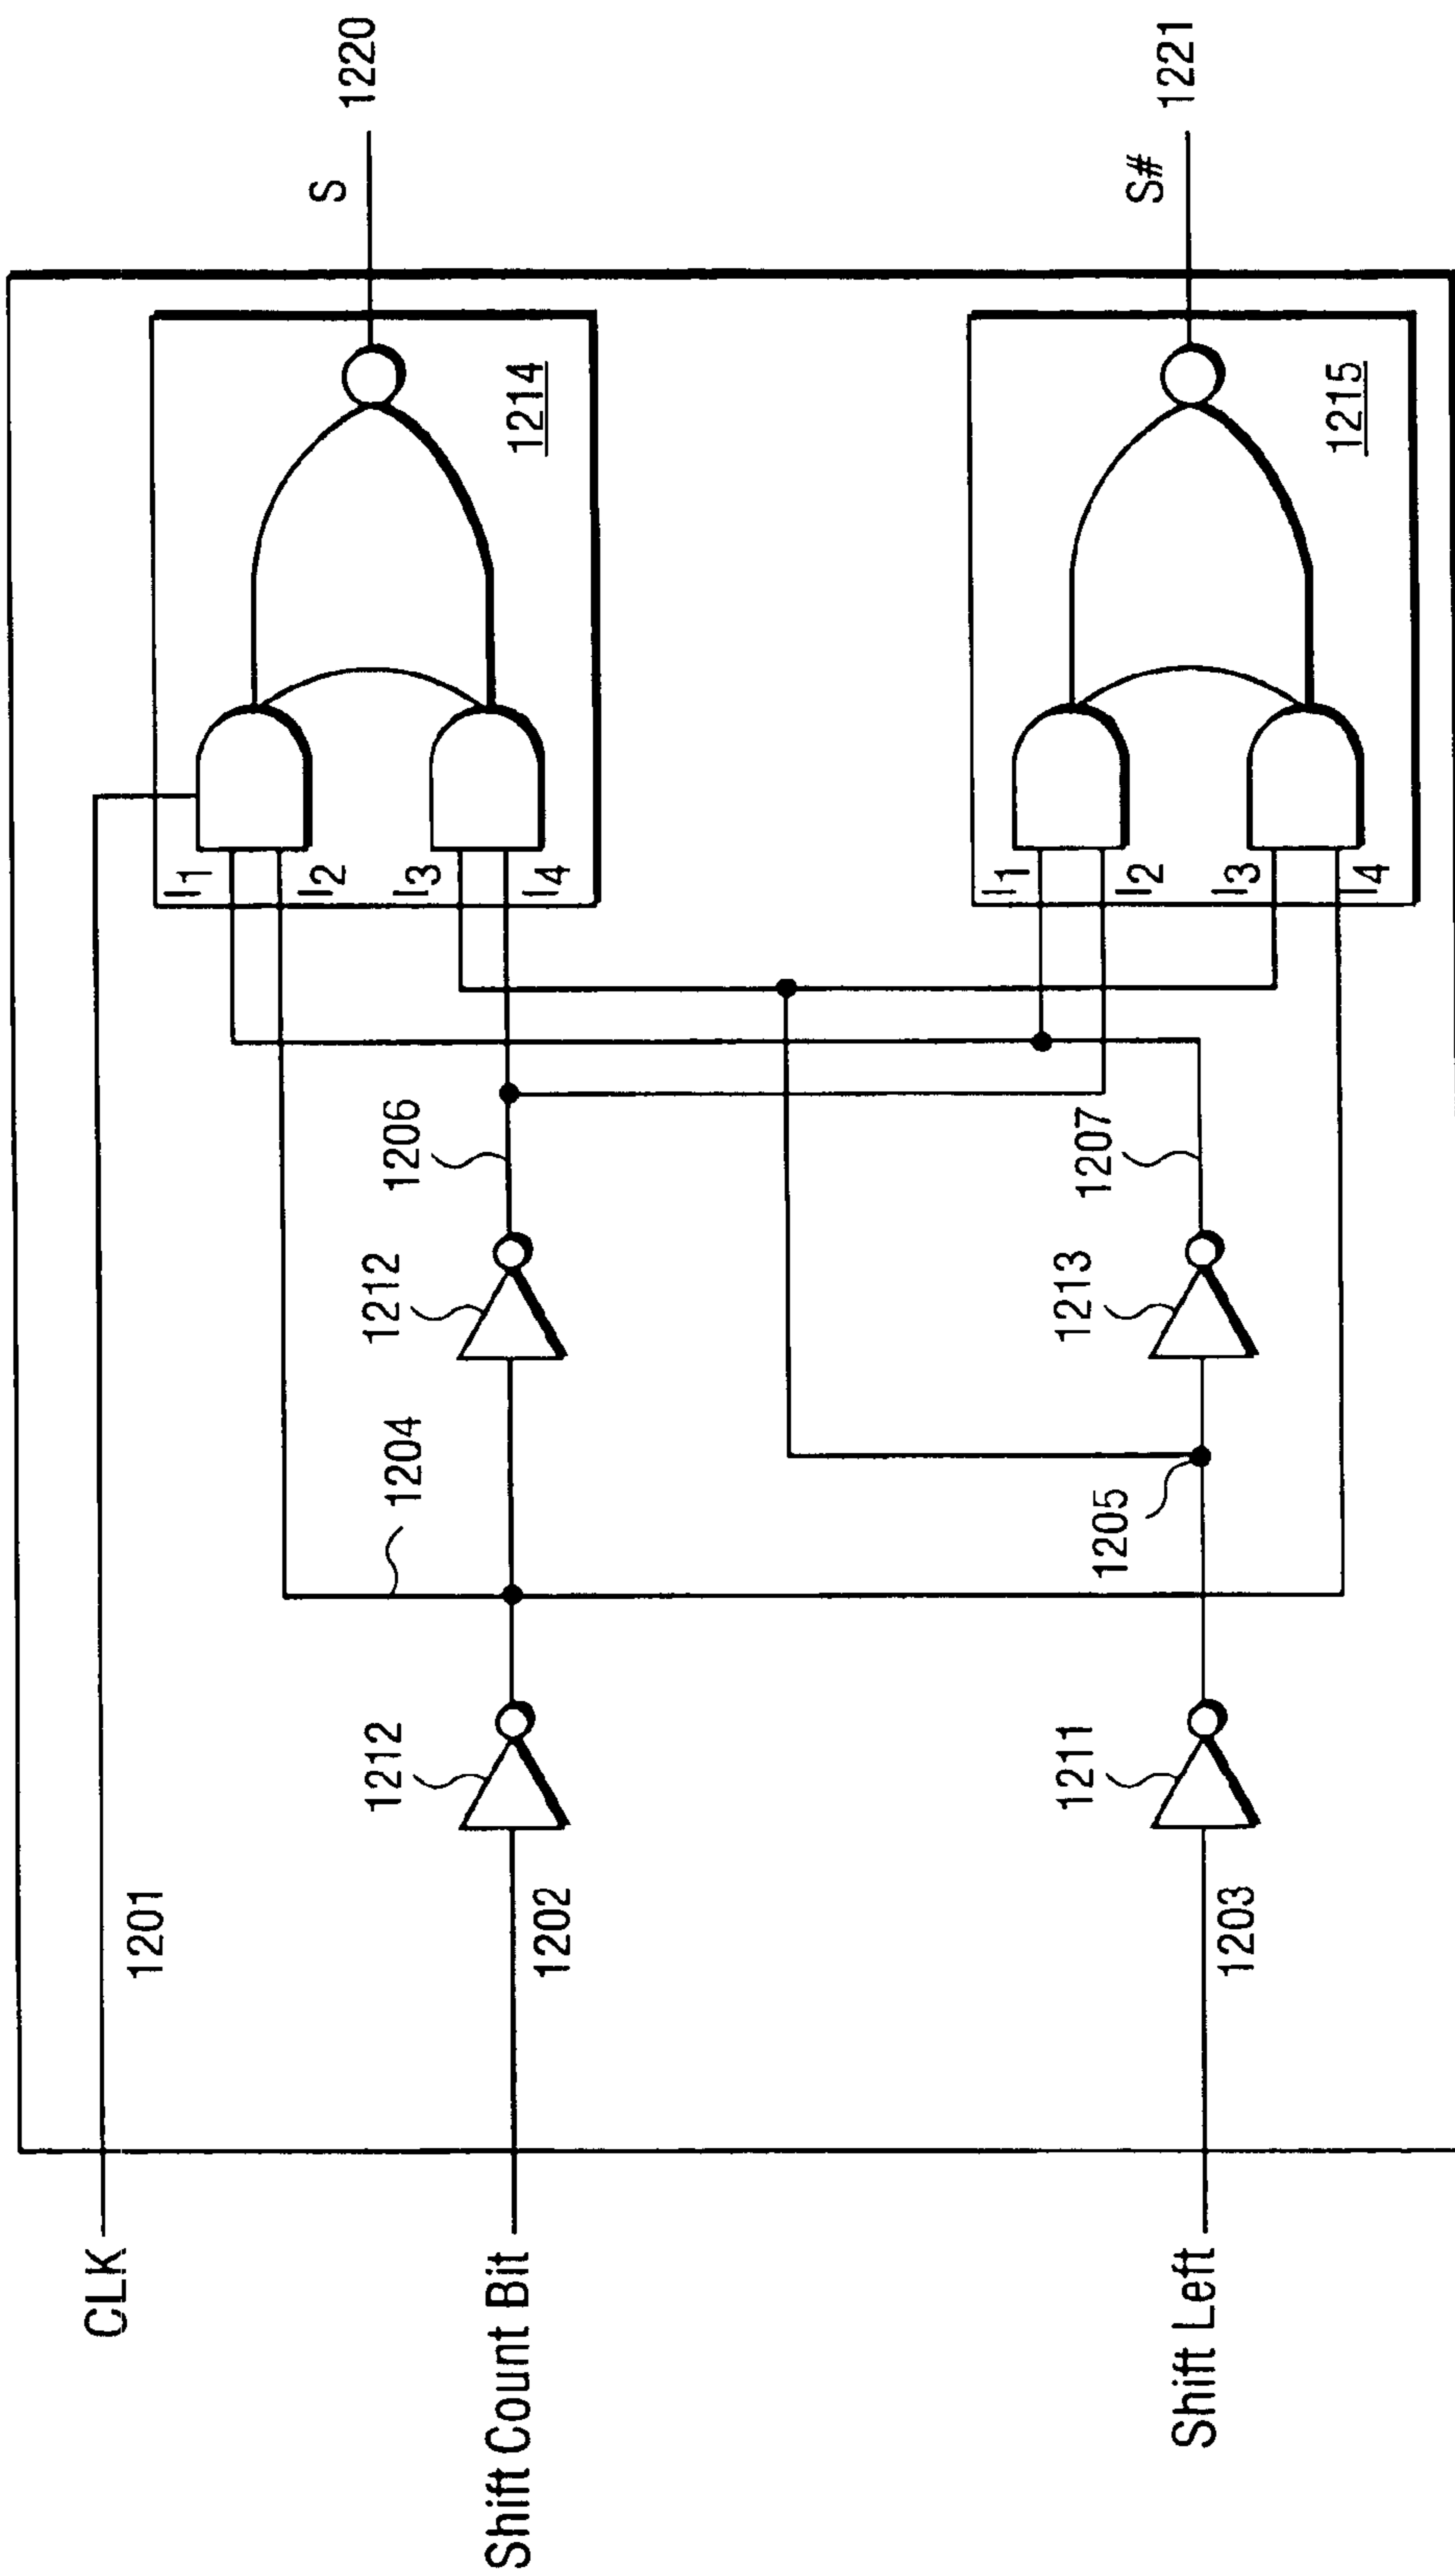 CLK
1201
Shift Count Bit
1202
1212
1204
1212
1206
Shift Left
1203
1211
1205
1213
1207
I1
I2
I3
I4
1214
S
1220
I1
I2
I3
I4
1215
S#
1221